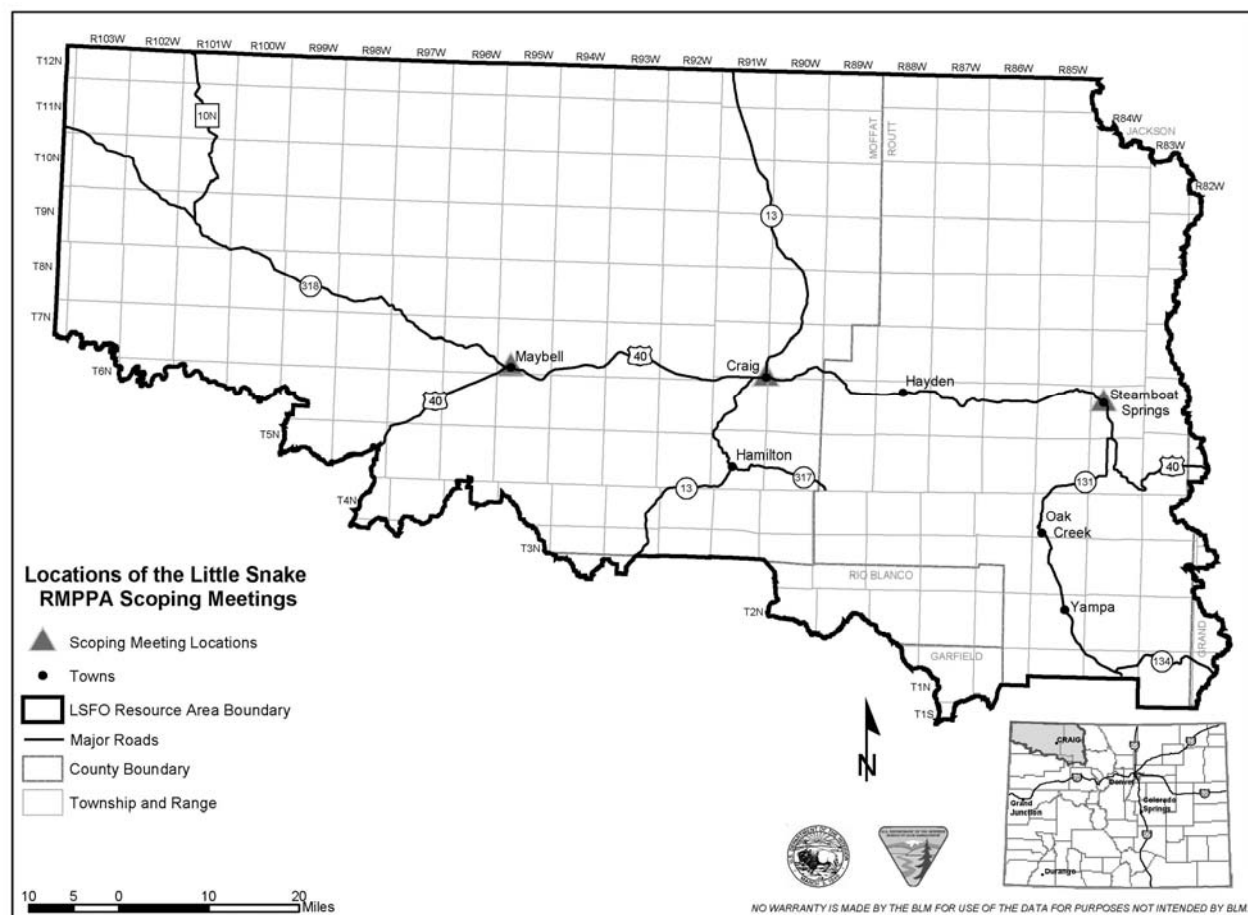 R103W R102W R101W R100W R99W R98W R97W R96W R95W R94W R93W R92W R91W R90W R89W R88W R87W R86W R85W
T12N
T11N
10N
R84W
JACKSON
MOFFAT
ROUTT
T10N
R83W
R82W
T9N
13
T8N
318
T7N
Maybell
40
Craig
T6N
Hayden
40
Steamboat
Springs
T5N
Hamilton
317
40
13
131
T4N
Oak
Creek
T3N
RIO BLANCO
Yampa
T2N
GRAND
GARFIELD
134
T1N
T1S
N
Locations of the Little Snake
RMPPA Scoping Meetings
Scoping Meeting Locations
Towns
LSFO Resource Area Boundary
Major Roads
County Boundary
Township and Range
10 5 0 10 20
Miles
CRAIG
Denver
Grand
Junction
Colorado
Springs
Durango
NO WARRANTY IS MADE BY THE BLM FOR USE OF THE DATA FOR PURPOSES NOT INTENDED BY BLM.